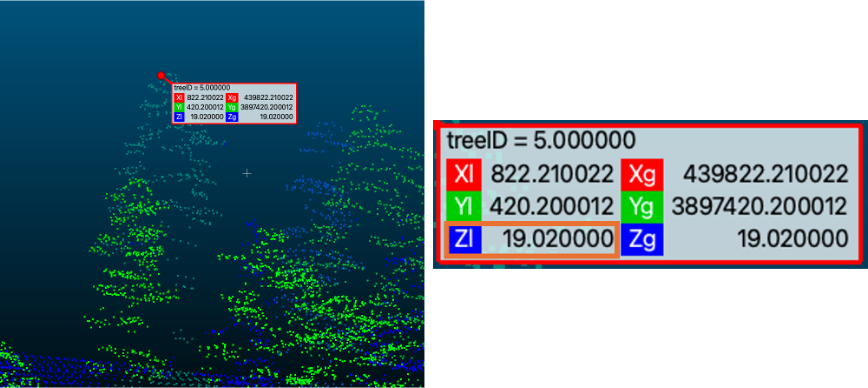 treeID = 5.000000
Xl 822.210022 Xg 439822.210022
Yl 420.200012 Yg 3897420.200012
Zl 19.020000 Zg 19.020000
treeID = 5.000000
Xl 822.210022 Xg 439822.210022
Yl 420.200012 Yg 3897420.200012
Zl 19.020000 Zg 19.020000